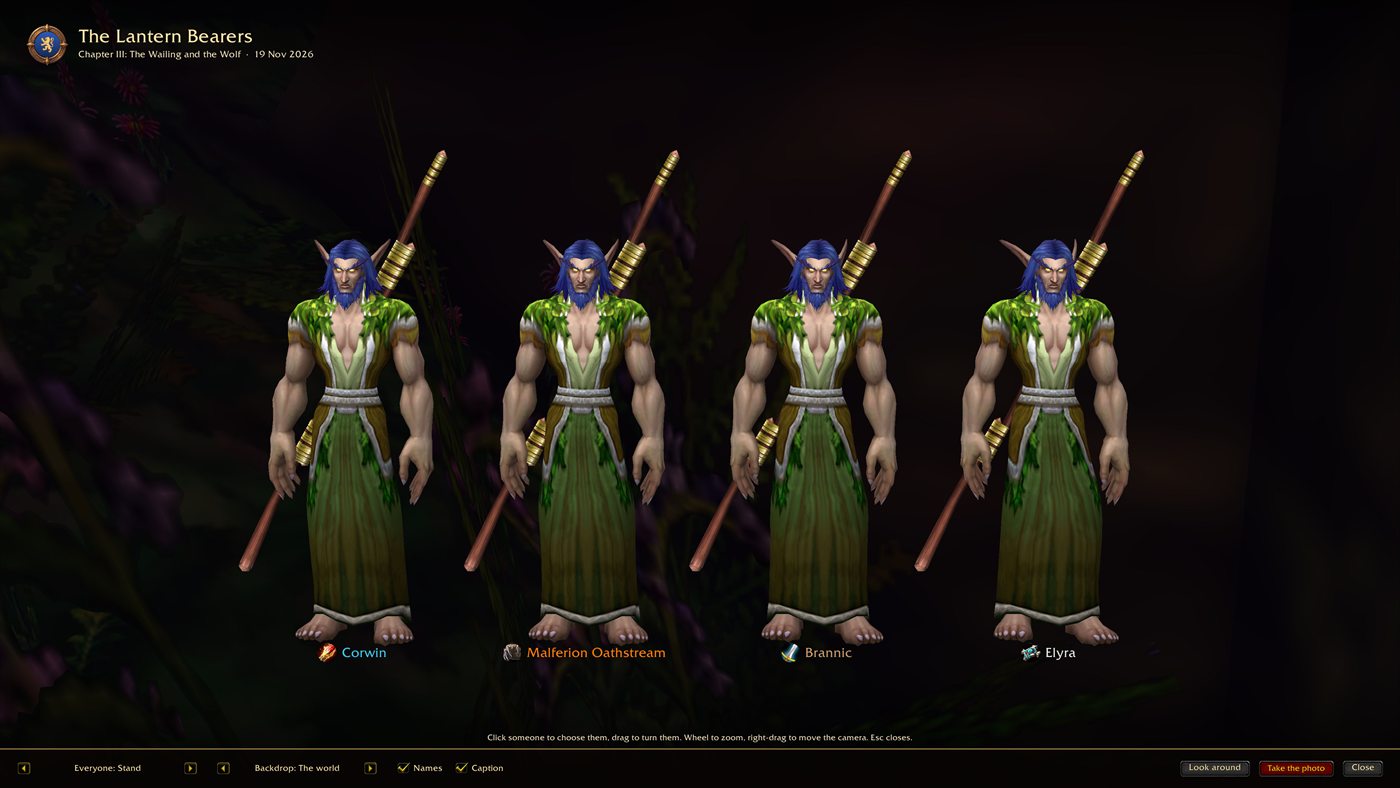 The Lantern Bearers
Chapter III: The Wailing and the Wolf · 19 Nov 2026
Corwin
Malferion Oathstream
Brannic
Elyra
Click someone to choose them, drag to turn them. Wheel to zoom, right-drag to move the camera. Esc closes.
Everyone: Stand
Backdrop: The world
Names
Caption
Look around
Take the photo
Close